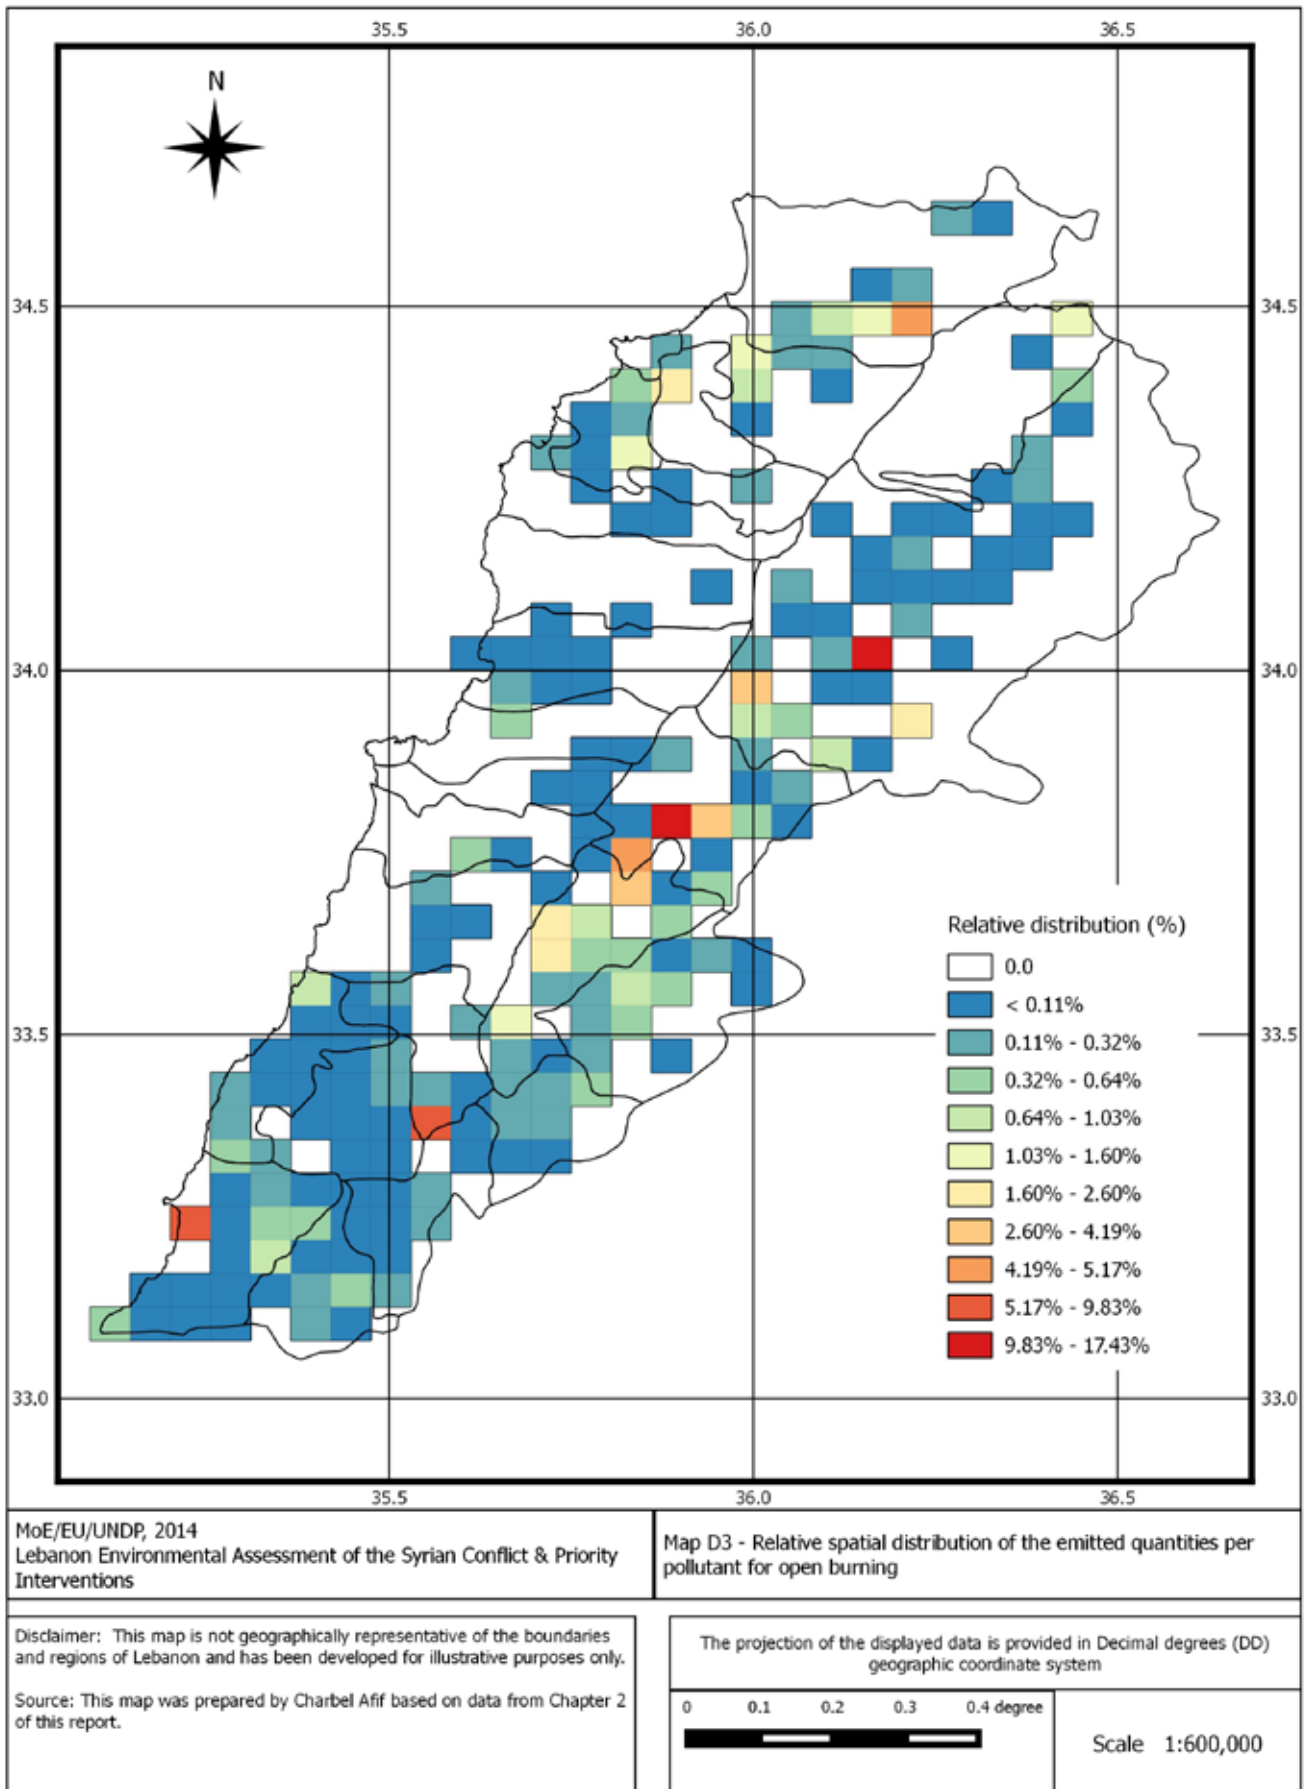 35.5 36.0 36.5
N
34.5 34.5
34.0 34.0
Relative distribution (%)
0.0
< 0.11%
33.5 33.5
0.11% - 0.32%
0.32% - 0.64%
0.64% - 1.03%
1.03% - 1.60%
1.60% - 2.60%
2.60% - 4.19%
4.19% - 5.17%
5.17% - 9.83%
9.83% - 17.43%
33.0 33.0
35.5 36.0 36.5
MoE/EU/UNDP, 2014
Lebanon Environmental Assessment of the Syrian Conflict & Priority
Interventions
Map D3 - Relative spatial distribution of the emitted quantities per
pollutant for open burning
Disclaimer: This map is not geographically representative of the boundaries
and regions of Lebanon and has been developed for illustrative purposes only.
Source: This map was prepared by Charbel Afif based on data from Chapter 2
of this report.
The projection of the displayed data is provided in Decimal degrees (DD)
geographic coordinate system
0 0.1 0.2 0.3 0.4 degree
Scale 1:600,000